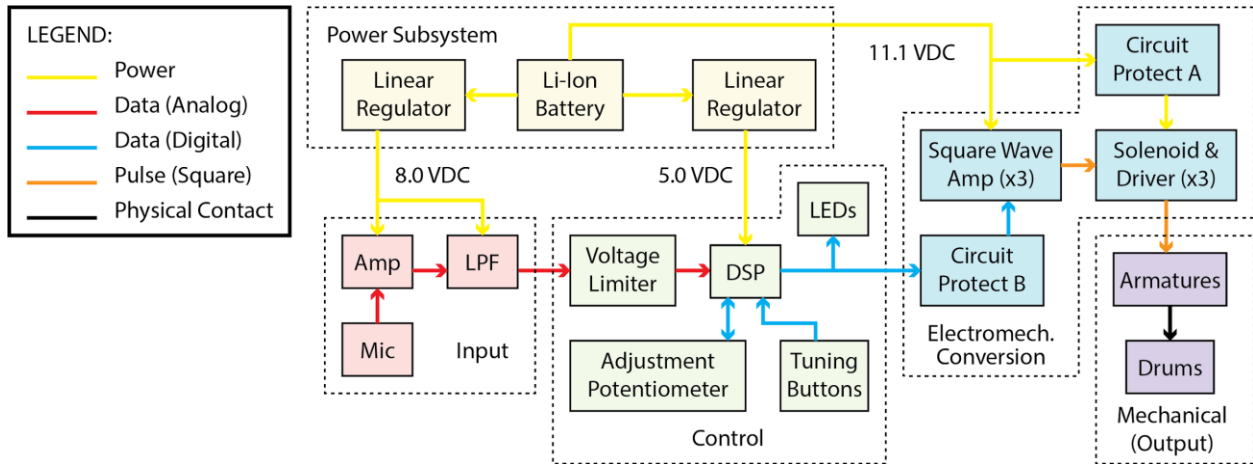 LEGEND:
Power
Data (Analog)
Data (Digital)
Pulse (Square)
Physical Contact
Power Subsystem
Linear
Regulator
Li-Ion
Battery
Linear
Regulator
11.1 VDC
8.0 VDC
5.0 VDC
Circuit
Protect A
Square Wave
Amp (x3)
Solenoid &
Driver (x3)
LEDs
Amp
LPF
Voltage
Limiter
DSP
Circuit
Protect B
Armatures
Mic
Input
Adjustment
Potentiometer
Tuning
Buttons
Electromech.
Conversion
Drums
Control
Mechanical
(Output)